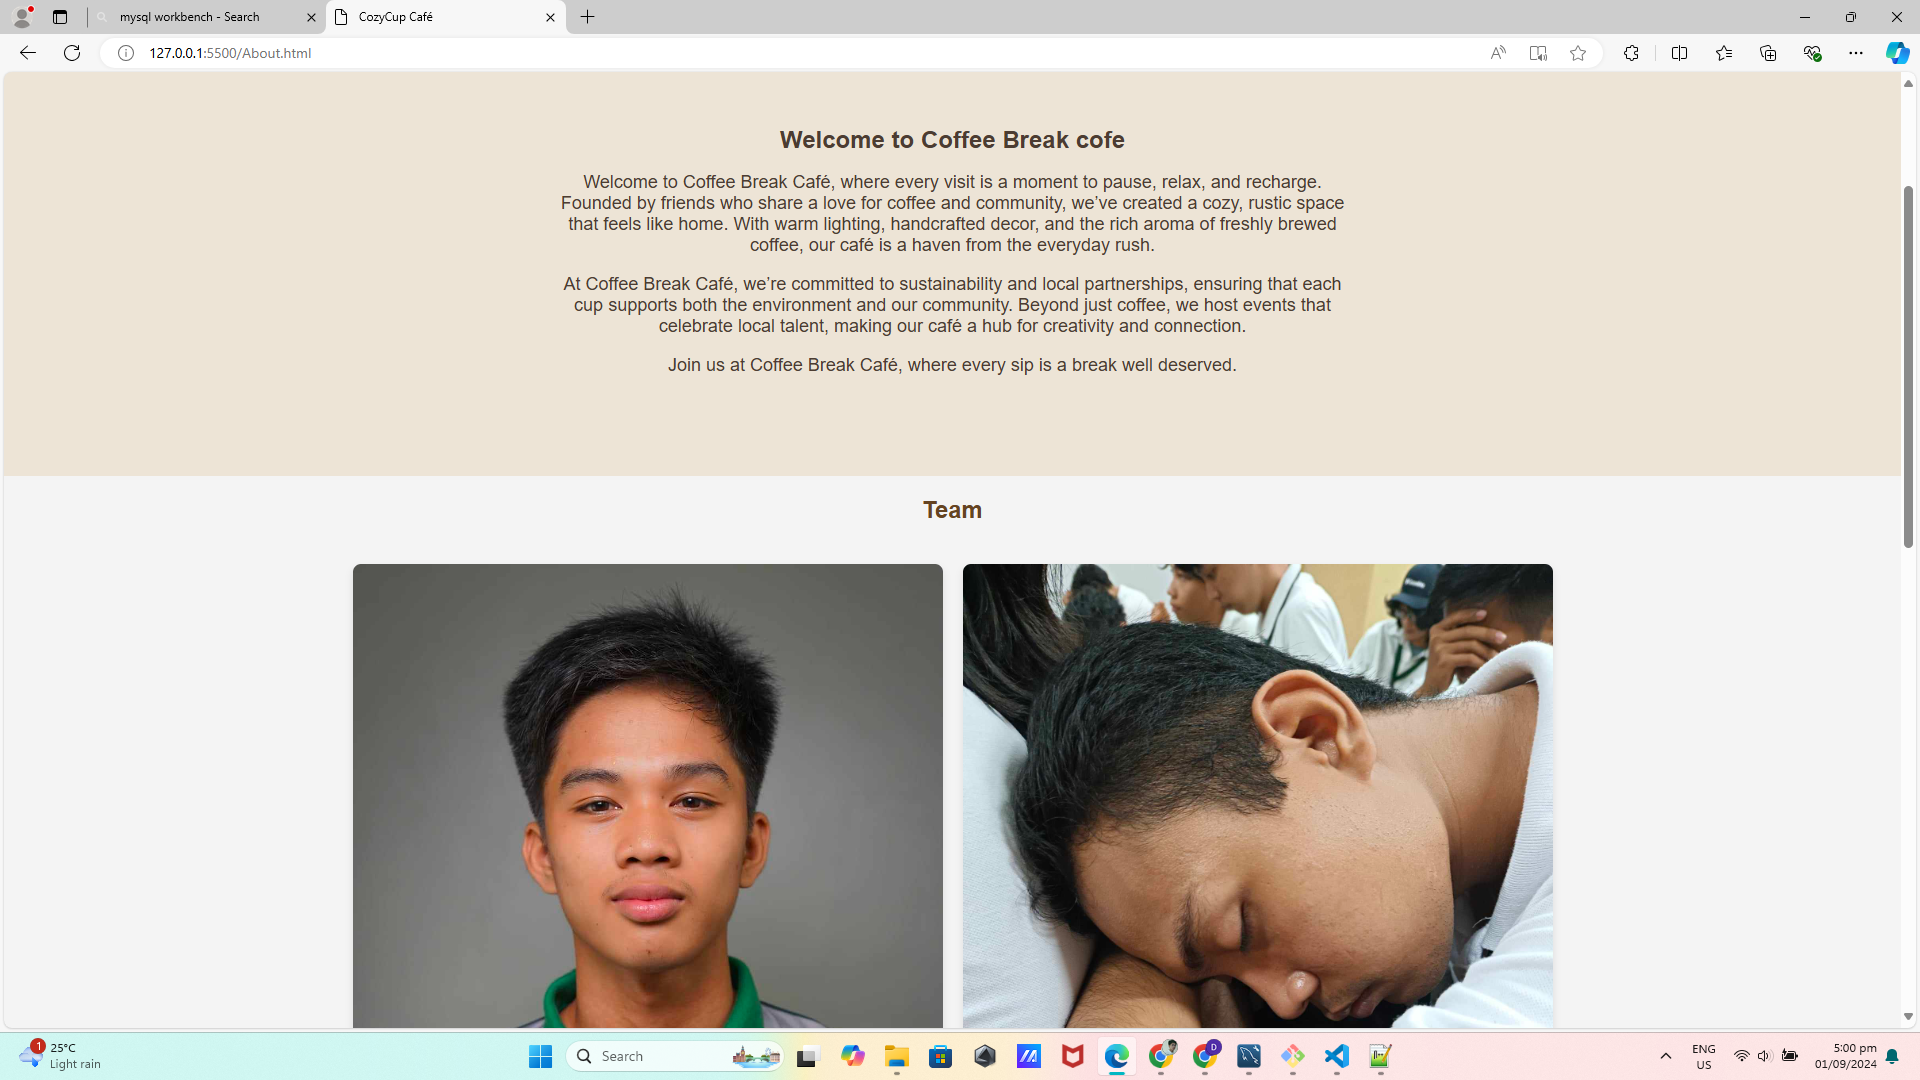 mysql workbench - Search
CozyCup Café
127.0.0.1:5500/About.html
Welcome to Coffee Break cofe
Welcome to Coffee Break Café, where every visit is a moment to pause, relax, and recharge.
Founded by friends who share a love for coffee and community, we’ve created a cozy, rustic space
that feels like home. With warm lighting, handcrafted decor, and the rich aroma of freshly brewed
coffee, our café is a haven from the everyday rush.
At Coffee Break Café, we’re committed to sustainability and local partnerships, ensuring that each
cup supports both the environment and our community. Beyond just coffee, we host events that
celebrate local talent, making our café a hub for creativity and connection.
Join us at Coffee Break Café, where every sip is a break well deserved.
Team
1
25°C
Light rain
Search
D
ENG
US
5:00 pm
01/09/2024